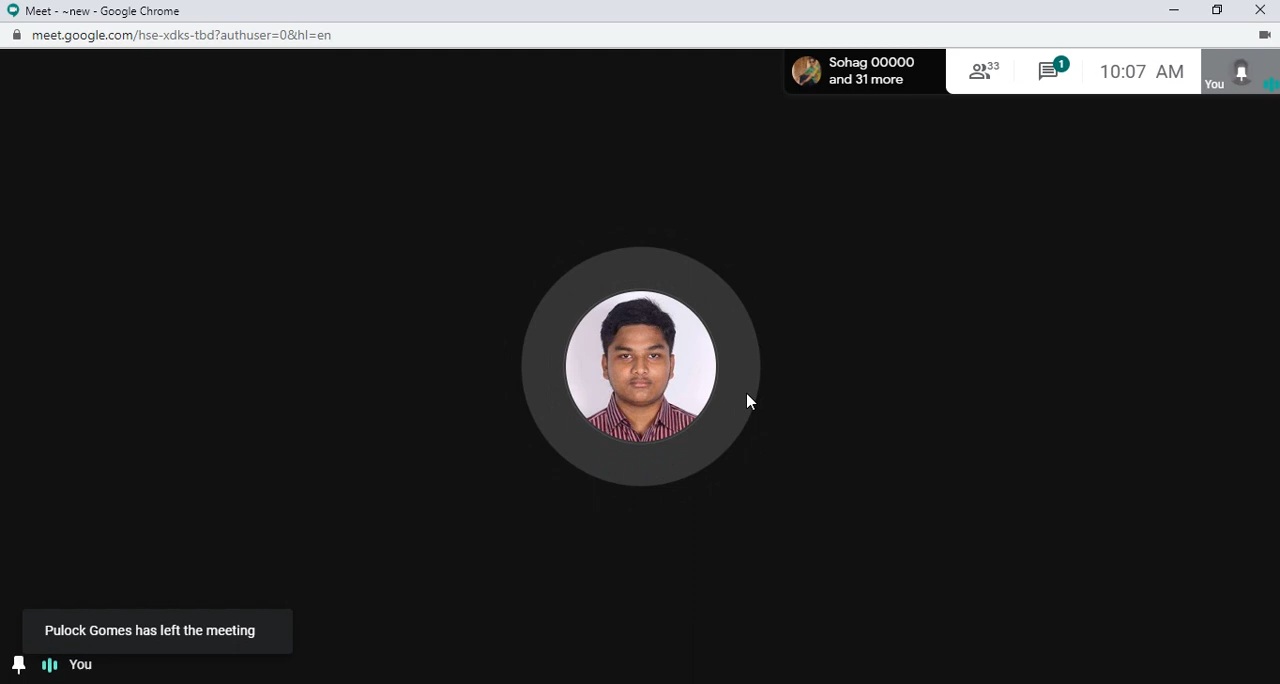 Meet - ~new - Google Chrome
meet.google.com/hse-xdks-tbd?authuser=0&hl=en
Sohag 00000
and 31 more
33
1
10:07 AM
You
Pulock Gomes has left the meeting
You